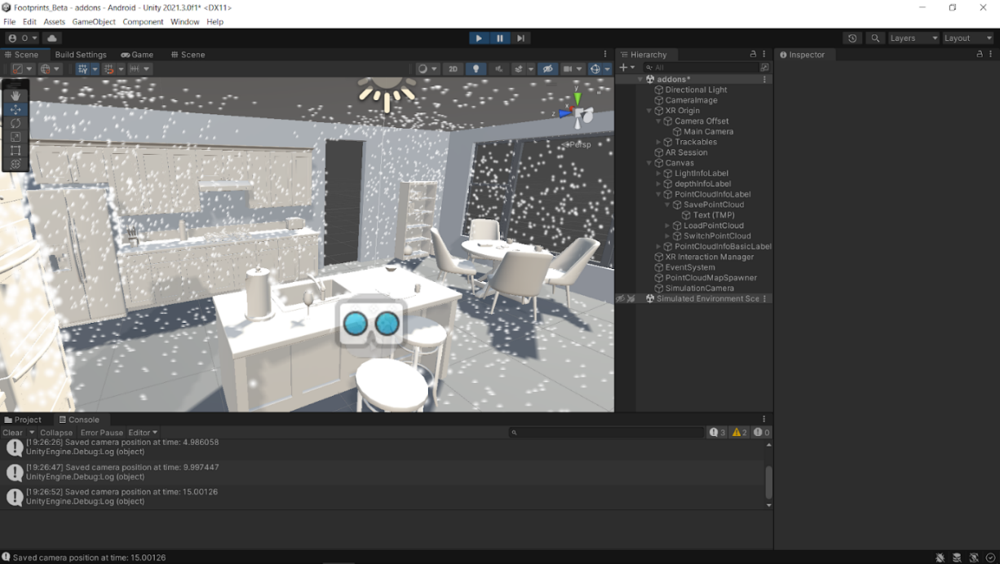 Footprints_Beta - addons - Android - Unity 2021.3.0f1* <DX11>
File Edit Assets GameObject Component Window Help
O Layers Layout
Scene Build Settings Game Scene
2D
Persp
y
x
z
Hierarchy
All
addons*
Directional Light
CameraImage
XR Origin
Camera Offset
Main Camera
Trackables
AR Session
Canvas
LightInfoLabel
depthInfoLabel
PointCloudInfoLabel
SavePointCloud
Text (TMP)
LoadPointCloud
SwitchPointCloud
PointCloudInfoBasicLabel
XR Interaction Manager
EventSystem
PointCloudMapSpawner
SimulationCamera
Simulated Environment Sce
Inspector
Project Console
Clear Collapse Error Pause Editor 3 2 0
[19:26:26] Saved camera position at time: 4.986058
UnityEngine.Debug:Log (object)
[19:26:47] Saved camera position at time: 9.997447
UnityEngine.Debug:Log (object)
[19:26:52] Saved camera position at time: 15.00126
UnityEngine.Debug:Log (object)
Saved camera position at time: 15.00126